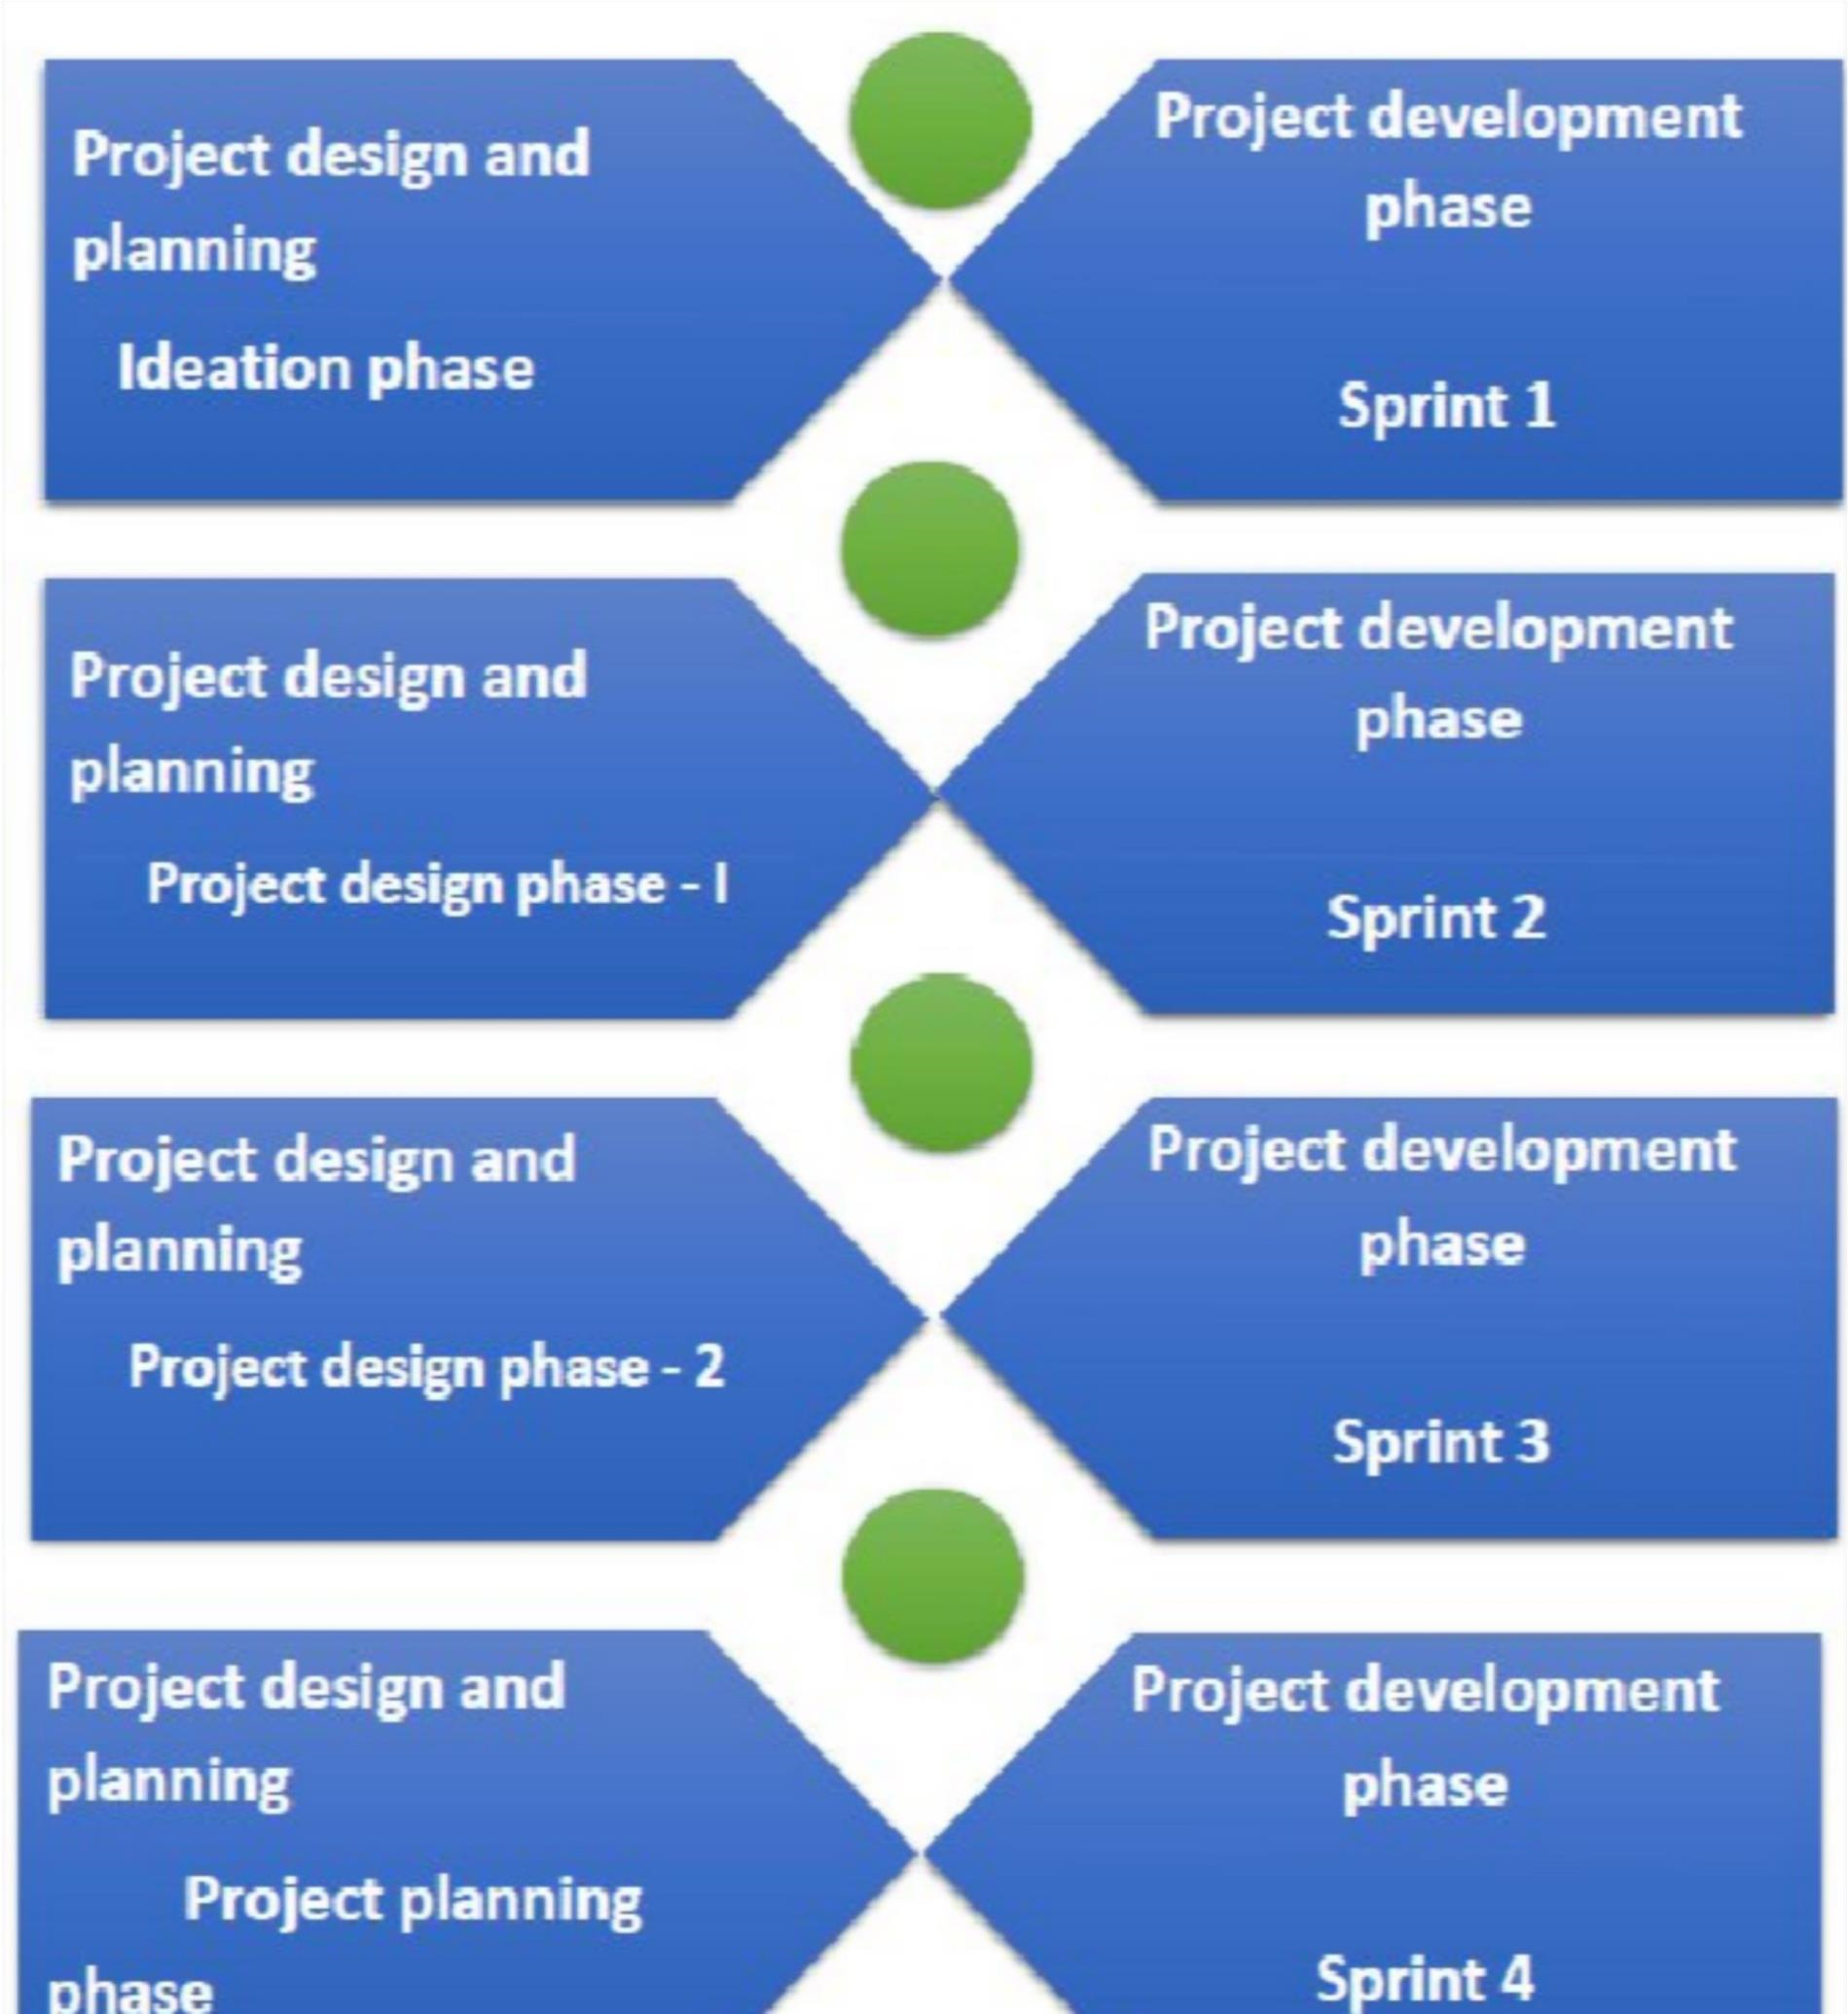 Project design and
planning
Ideation phase
Project development
phase
Sprint 1
Project design and
planning
Project design phase - I
Project development
phase
Sprint 2
Project design and
planning
Project design phase - 2
Project development
phase
Sprint 3
Project design and
planning
Project planning
phase
Project development
phase
Sprint 4